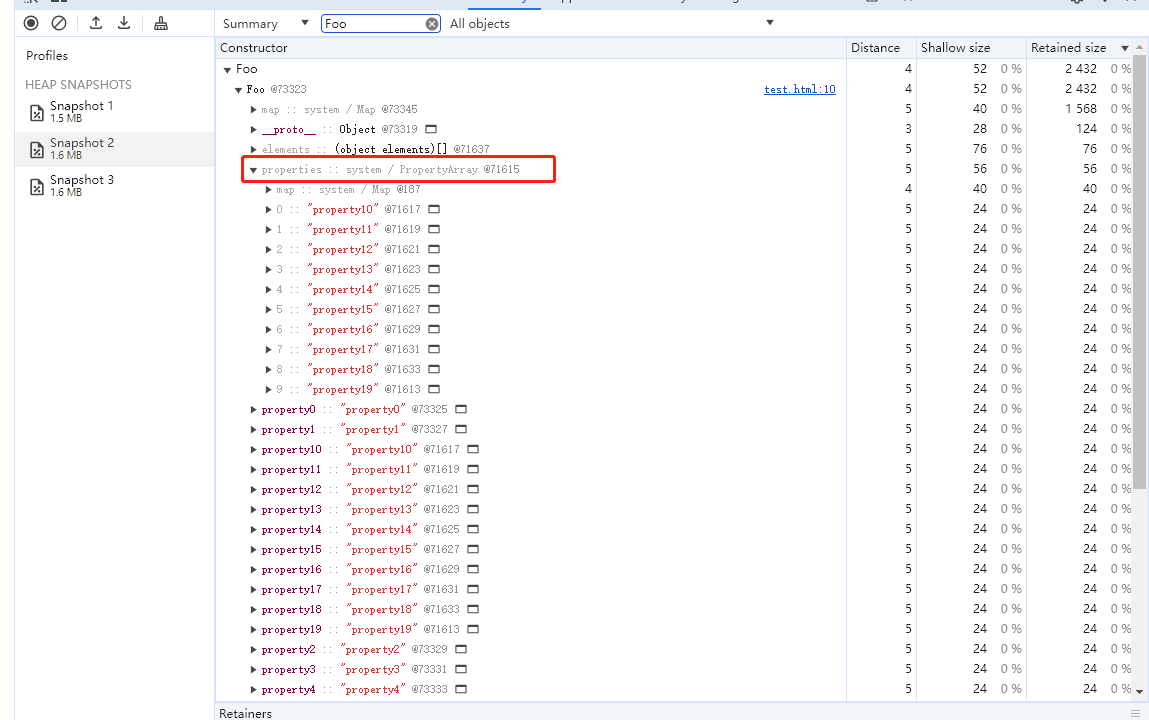 Summary ▼ Foo All objects ▼
Profiles
HEAP SNAPSHOTS
Snapshot 1
1.5 MB
Snapshot 2
1.6 MB
Snapshot 3
1.6 MB
Constructor Distance Shallow size Retained size ▼
▼ Foo 4 52 0 % 2 432 0 %
▼ Foo @73323 test.html:10 4 52 0 % 2 432 0 %
▶ map :: system / Map @73345 5 40 0 % 1 568 0 %
▶ __proto__ :: Object @73319 3 28 0 % 124 0 %
▶ elements :: (object elements)[] @71637 5 76 0 % 76 0 %
▼ properties :: system / PropertyArray @71615 5 56 0 % 56 0 %
▶ map :: system / Map @187 4 40 0 % 40 0 %
▶ 0 :: "property10" @71617 5 24 0 % 24 0 %
▶ 1 :: "property11" @71619 5 24 0 % 24 0 %
▶ 2 :: "property12" @71621 5 24 0 % 24 0 %
▶ 3 :: "property13" @71623 5 24 0 % 24 0 %
▶ 4 :: "property14" @71625 5 24 0 % 24 0 %
▶ 5 :: "property15" @71627 5 24 0 % 24 0 %
▶ 6 :: "property16" @71629 5 24 0 % 24 0 %
▶ 7 :: "property17" @71631 5 24 0 % 24 0 %
▶ 8 :: "property18" @71633 5 24 0 % 24 0 %
▶ 9 :: "property19" @71613 5 24 0 % 24 0 %
▶ property0 :: "property0" @73325 5 24 0 % 24 0 %
▶ property1 :: "property1" @73327 5 24 0 % 24 0 %
▶ property10 :: "property10" @71617 5 24 0 % 24 0 %
▶ property11 :: "property11" @71619 5 24 0 % 24 0 %
▶ property12 :: "property12" @71621 5 24 0 % 24 0 %
▶ property13 :: "property13" @71623 5 24 0 % 24 0 %
▶ property14 :: "property14" @71625 5 24 0 % 24 0 %
▶ property15 :: "property15" @71627 5 24 0 % 24 0 %
▶ property16 :: "property16" @71629 5 24 0 % 24 0 %
▶ property17 :: "property17" @71631 5 24 0 % 24 0 %
▶ property18 :: "property18" @71633 5 24 0 % 24 0 %
▶ property19 :: "property19" @71613 5 24 0 % 24 0 %
▶ property2 :: "property2" @73329 5 24 0 % 24 0 %
▶ property3 :: "property3" @73331 5 24 0 % 24 0 %
▶ property4 :: "property4" @73333 5 24 0 % 24 0 %
Retainers